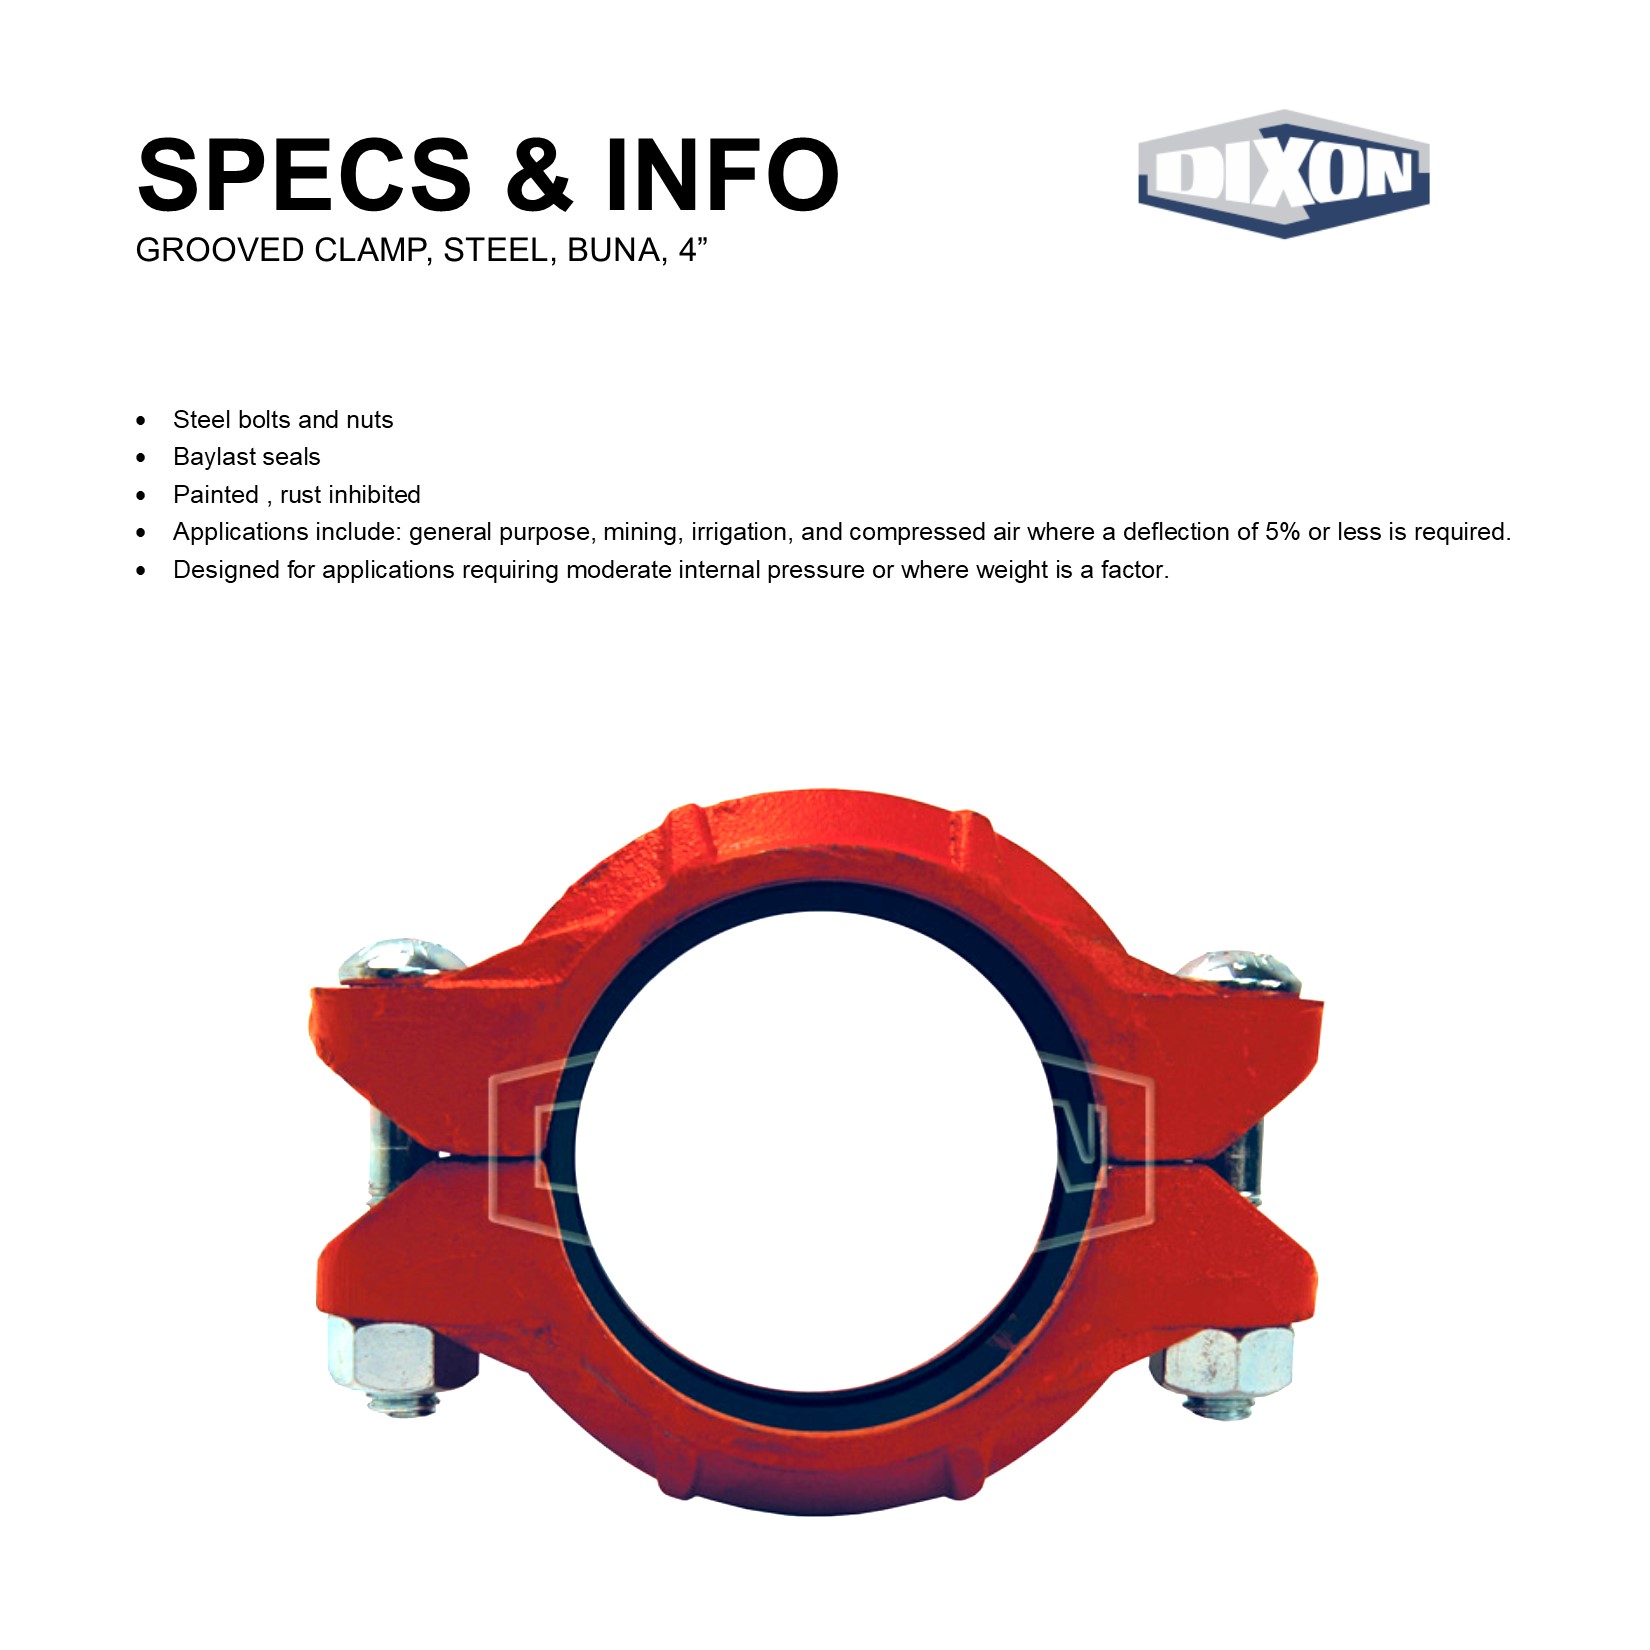 SPECS & INFO
DIXON
GROOVED CLAMP, STEEL, BUNA, 4”
• Steel bolts and nuts
• Baylast seals
• Painted , rust inhibited
• Applications include: general purpose, mining, irrigation, and compressed air where a deflection of 5% or less is required.
• Designed for applications requiring moderate internal pressure or where weight is a factor.